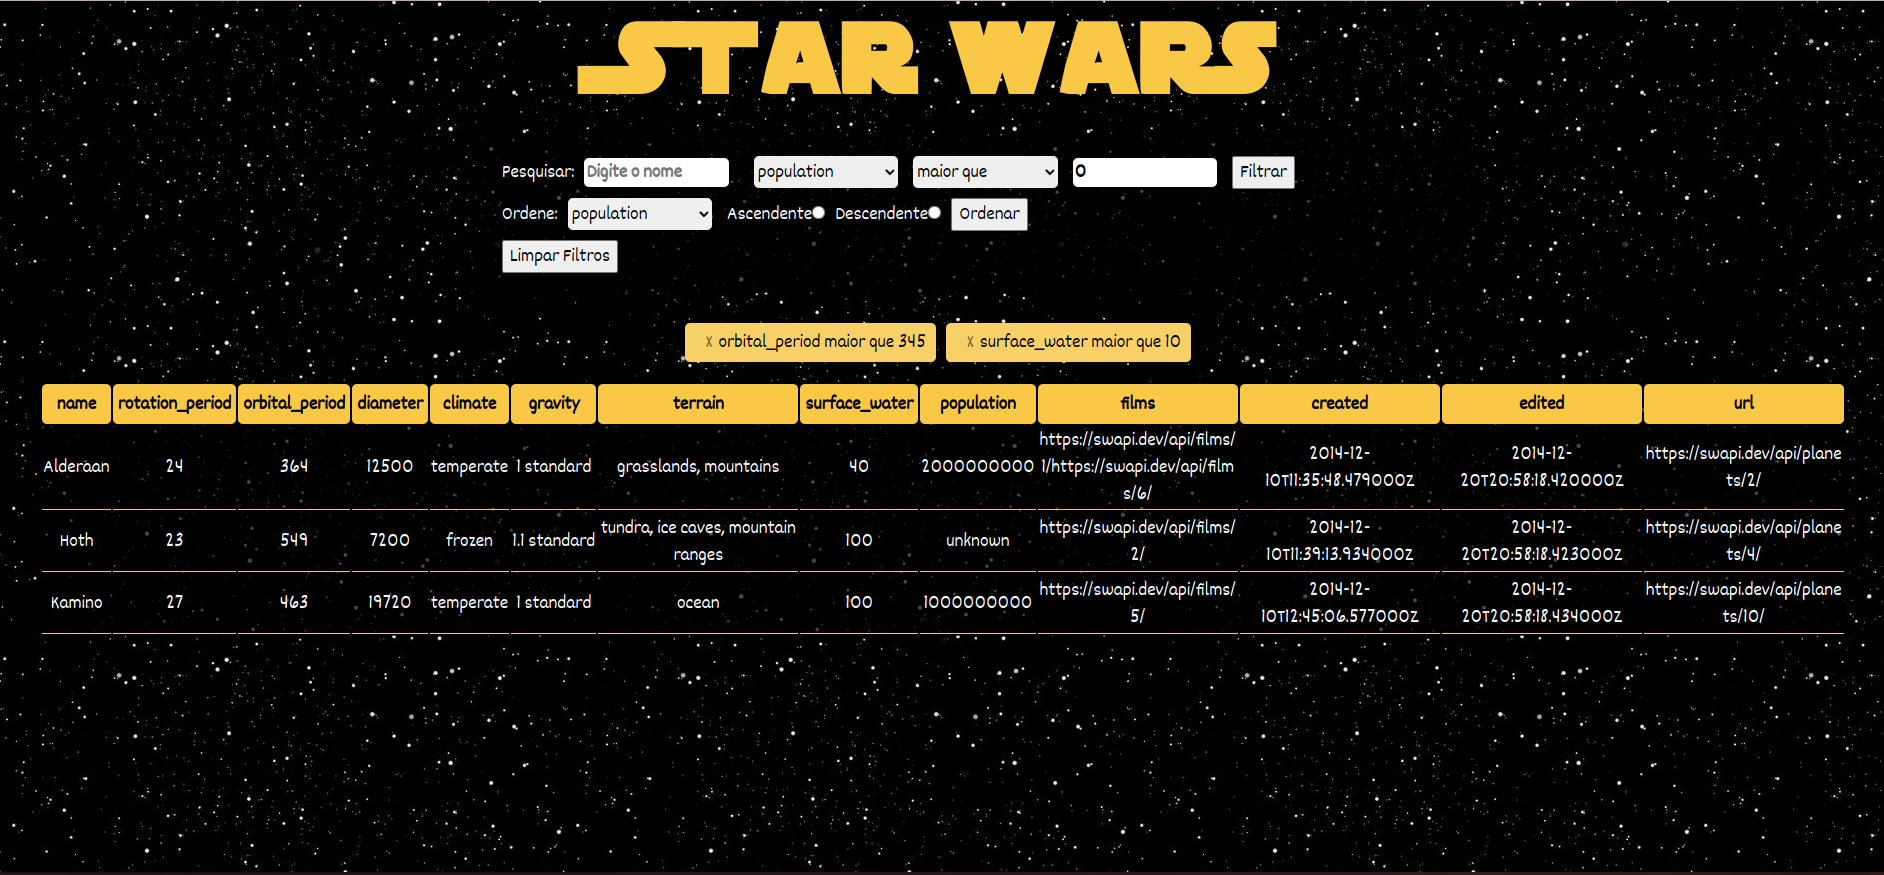 STAR WARS
Pesquisar: Digite o nome population maior que 0 Filtrar
Ordene: population Ascendente Descendente Ordenar
Limpar Filtros
X orbital_period maior que 345 X surface_water maior que 10
name rotation_period orbital_period diameter climate gravity terrain surface_water population films created edited url
Alderaan 24 364 12500 temperate 1 standard grasslands, mountains 40 2000000000 https://swapi.dev/api/films/
1/https://swapi.dev/api/film
s/6/
2014-12-
10T11:35:48.479000Z
2014-12-
20T20:58:18.420000Z
https://swapi.dev/api/plane
ts/2/
Hoth 23 549 7200 frozen 1.1 standard tundra, ice caves, mountain
ranges
100 unknown https://swapi.dev/api/films/
2/
2014-12-
10T11:39:13.934000Z
2014-12-
20T20:58:18.423000Z
https://swapi.dev/api/plane
ts/4/
Kamino 27 463 19720 temperate 1 standard ocean 100 1000000000 https://swapi.dev/api/films/
5/
2014-12-
10T12:45:06.577000Z
2014-12-
20T20:58:18.434000Z
https://swapi.dev/api/plane
ts/10/